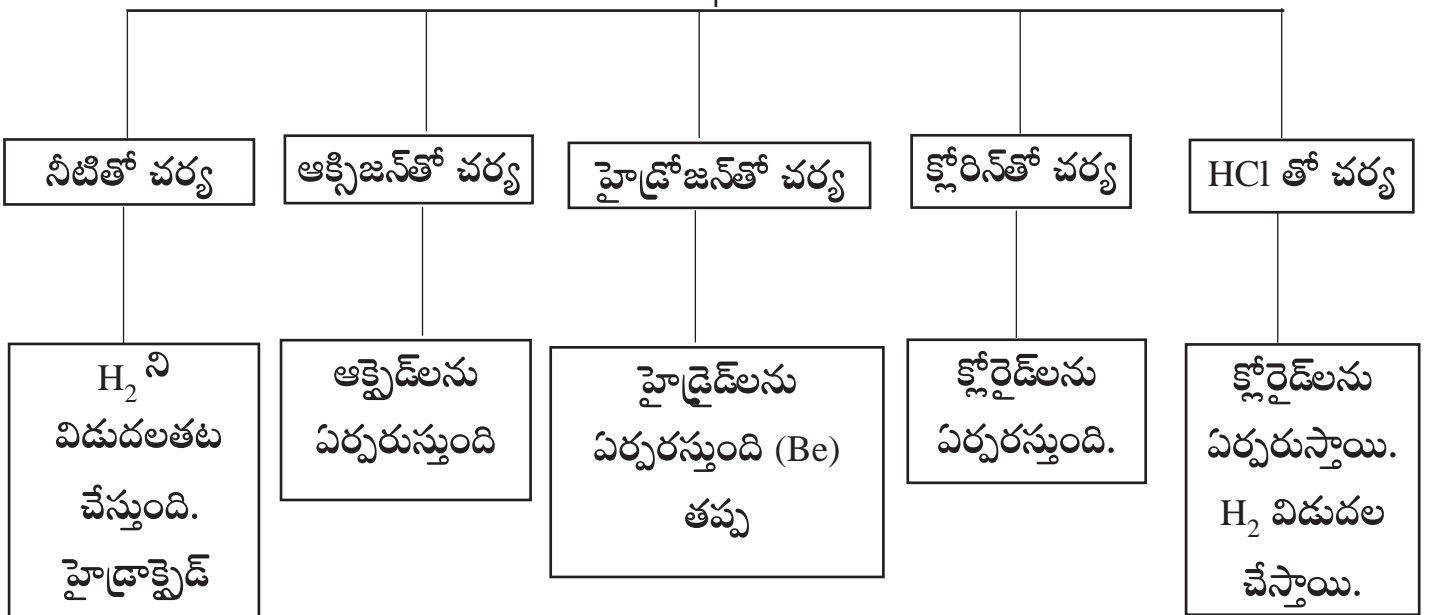 నీటితో చర్య
ఆక్సిజన్‌తో చర్య
హైడ్రోజన్‌తో చర్య
క్లోరిన్‌తో చర్య
HCl తో చర్య
H₂ ని
విడుదలతట
చేస్తుంది.
హైడ్రాక్సైడ్
ఆక్సైడ్‌లను
ఏర్పరుస్తుంది
హైడ్రైడ్‌లను
ఏర్పరస్తుంది (Be)
తప్ప
క్లోరైడ్‌లను
ఏర్పరస్తుంది.
క్లోరైడ్‌లను
ఏర్పరుస్తాయి.
H₂ విడుదల
చేస్తాయి.